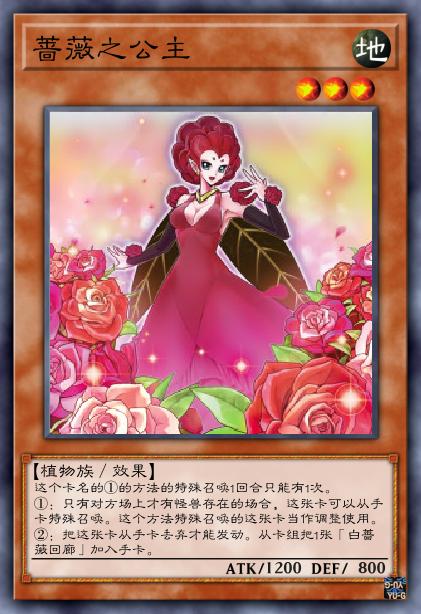 蔷薇之公主
地
【植物族／效果】
这个卡名的①的方法的特殊召唤1回合只能有1次。
①：只有对方场上才有怪兽存在的场合，这张卡可以从手
卡特殊召唤。这个方法特殊召唤的这张卡当作调整使用。
②：把这张卡从手卡丢弃才能发动。从卡组把1张「白蔷
薇回廊」加入手卡。
ATK/1200 DEF/ 800